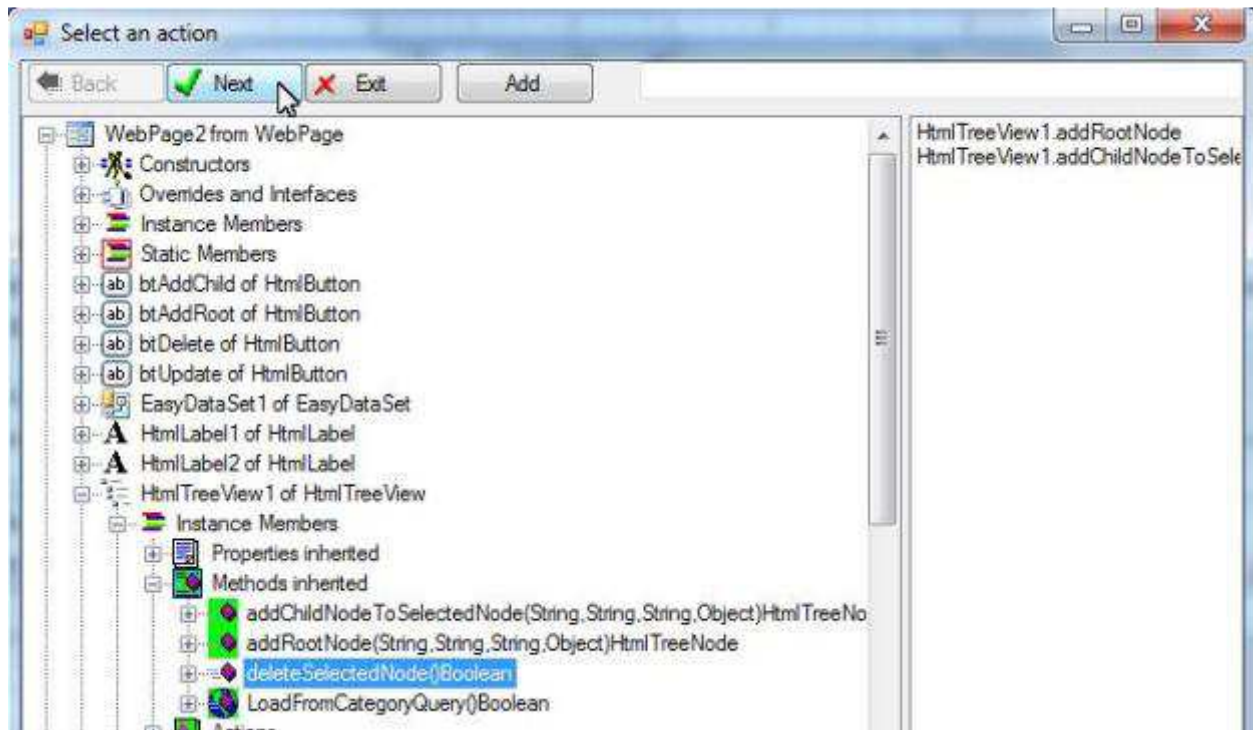 Select an action
Back Next Exit Add
WebPage2 from WebPage
Constructors
Overrides and Interfaces
Instance Members
Static Members
btAddChild of HtmlButton
btAddRoot of HtmlButton
btDelete of HtmlButton
btUpdate of HtmlButton
EasyDataSet1 of EasyDataSet
HtmlLabel1 of HtmlLabel
HtmlLabel2 of HtmlLabel
HtmlTreeView1 of HtmlTreeView
Instance Members
Properties inherited
Methods inherited
addChildNodeToSelectedNode(String,String,String,Object)HtmlTreeNo
addRootNode(String,String,String,Object)HtmlTreeNode
deleteSelectedNode()Boolean
LoadFromCategoryQuery()Boolean
Actions
HtmlTreeView1.addRootNode
HtmlTreeView1.addChildNodeToSele